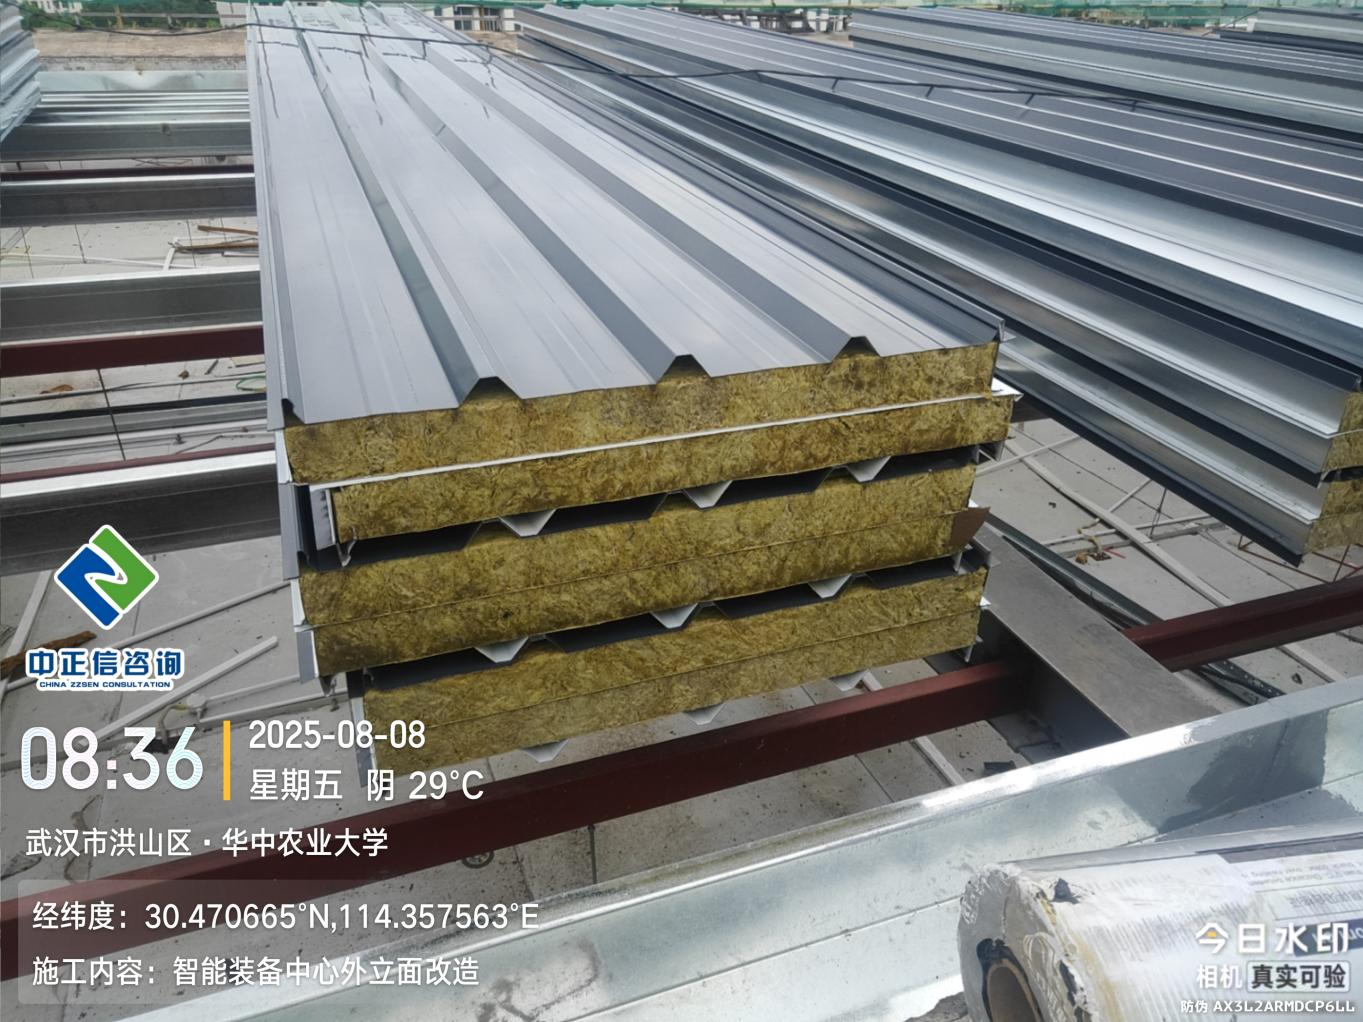 中正信咨询
CHINA ZZSEN CONSULTATION
08:36
2025-08-08
星期五 阴 29°C
武汉市洪山区·华中农业大学
经纬度：30.470665°N,114.357563°E
施工内容：智能装备中心外立面改造
今日水印
相机 真实可验
防伪 AX3L2ARMDCP6LL